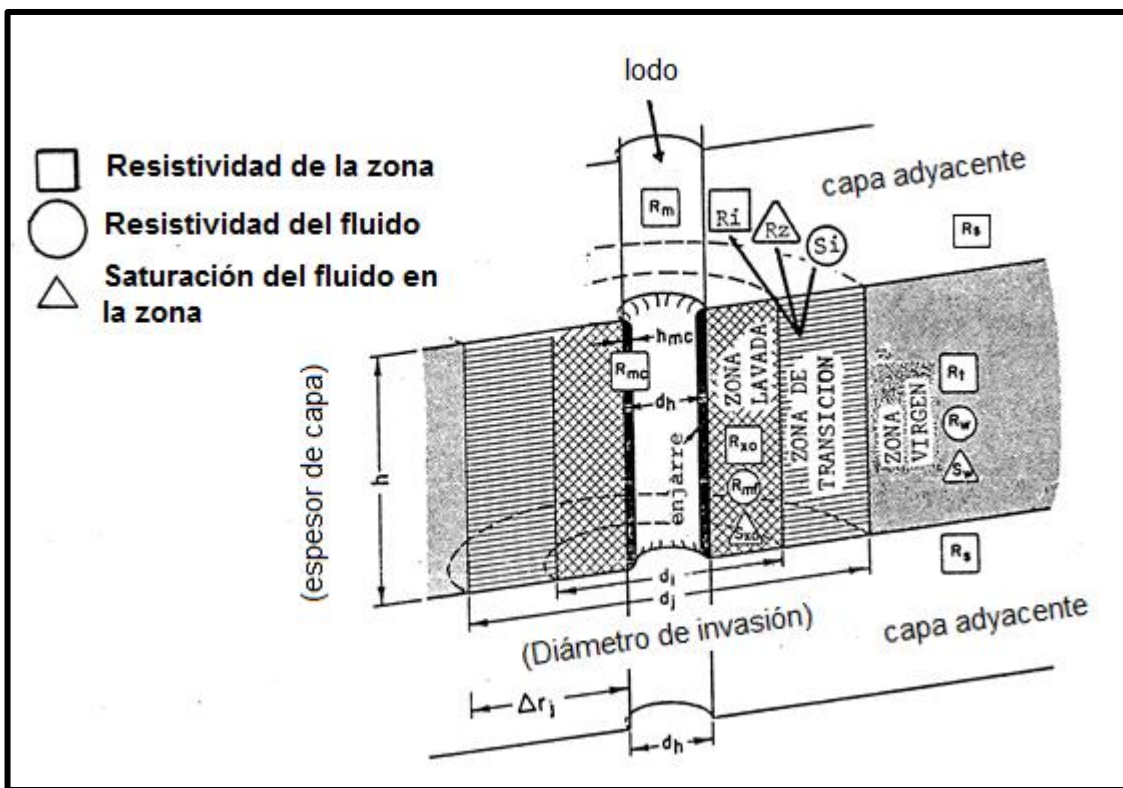 lodo
Resistividad de la zona
Resistividad del fluido
Saturación del fluido en
la zona
capa adyacente
Rm
Ri
Rz
Si
Rs
hmc
Rmc
dh
enjarre
ZONA
LAVADA
Rxo
Rmf
Sxo
ZONA DE
TRANSICION
ZONA
VIRGEN
Rt
Rw
Sw
Rs
(espesor de capa)
h
di
dj
(Diámetro de invasión)
capa adyacente
Δrj
dh